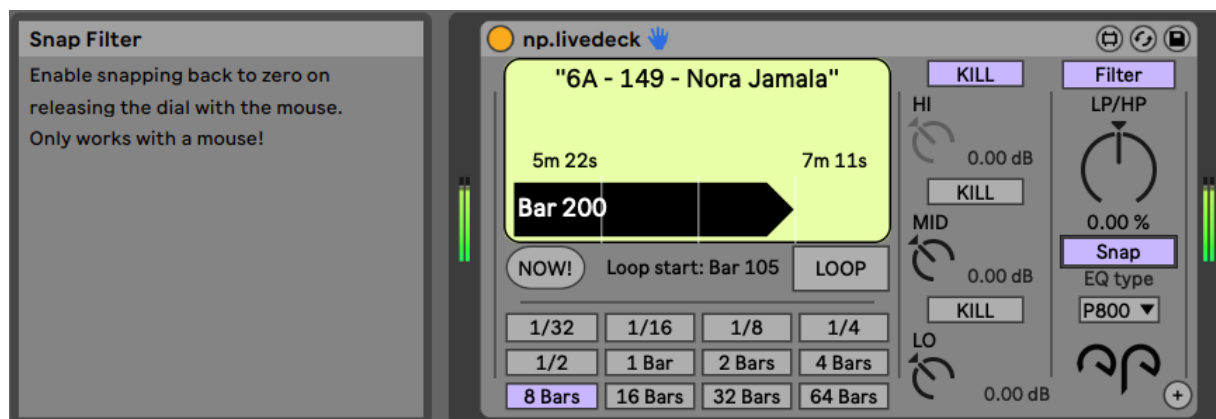 Snap Filter
Enable snapping back to zero on
releasing the dial with the mouse.
Only works with a mouse!
np.livedeck
"6A - 149 - Nora Jamala"
5m 22s
7m 11s
Bar 200
NOW!
Loop start: Bar 105
LOOP
1/32
1/16
1/8
1/4
1/2
1 Bar
2 Bars
4 Bars
8 Bars
16 Bars
32 Bars
64 Bars
KILL
HI
0.00 dB
KILL
MID
0.00 dB
KILL
LO
0.00 dB
Filter
LP/HP
0.00 %
Snap
EQ type
P800